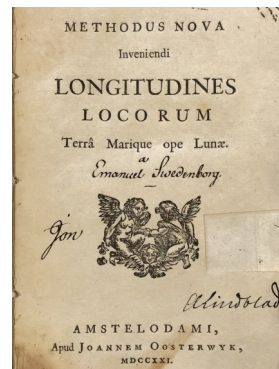 METHODUS NOVA
Inveniendi
LONGITUDINES
LOCORUM
Terrâ Marique ope Lunæ.
a
Emanuel Swedenborg.
AMSTELODAMI,
Apud JOANNEM OOSTERWYK,
MDCCXXI.